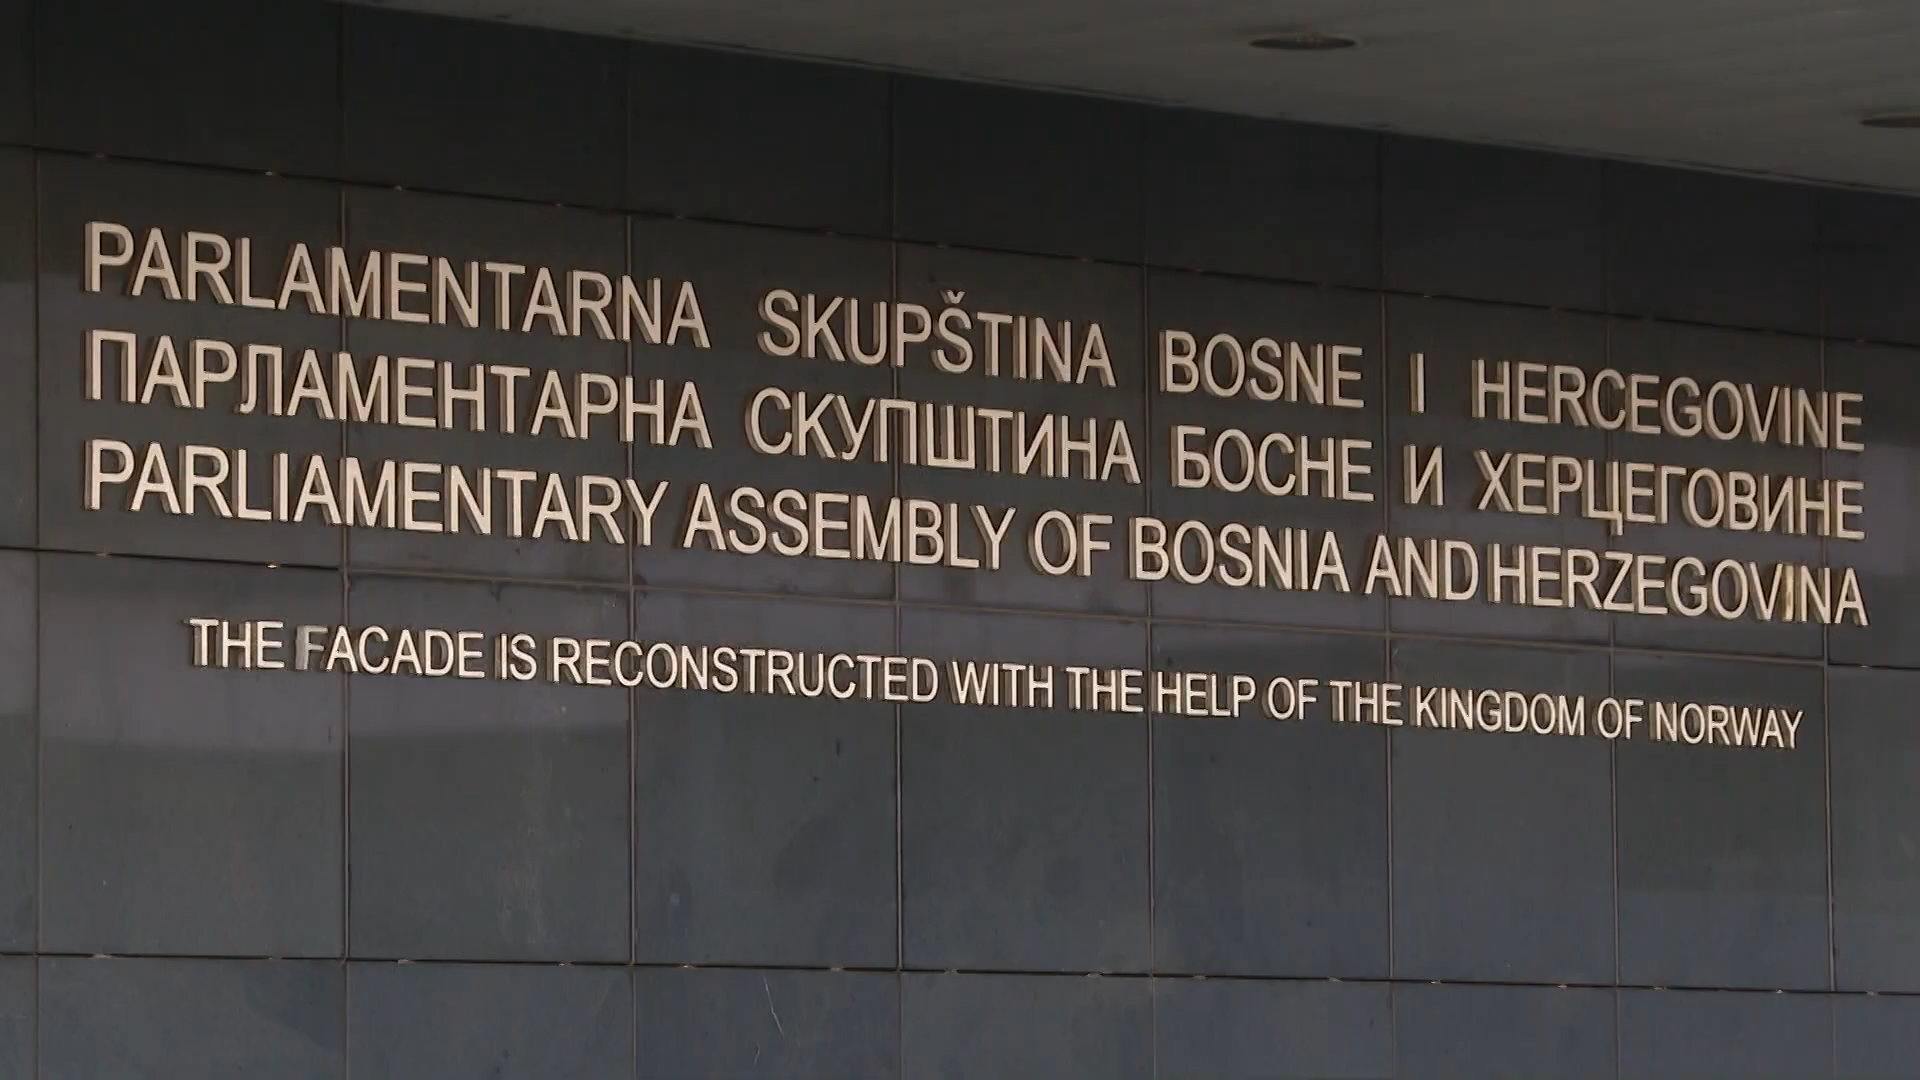 PARLAMENTARNA SKUPŠTINA BOSNE I HERCEGOVINE
ПАРЛАМЕНТАРНА СКУПШТИНА БОСНЕ И ХЕРЦЕГОВИНЕ
PARLIAMENTARY ASSEMBLY OF BOSNIA AND HERZEGOVINA
THE FACADE IS RECONSTRUCTED WITH THE HELP OF THE KINGDOM OF NORWAY